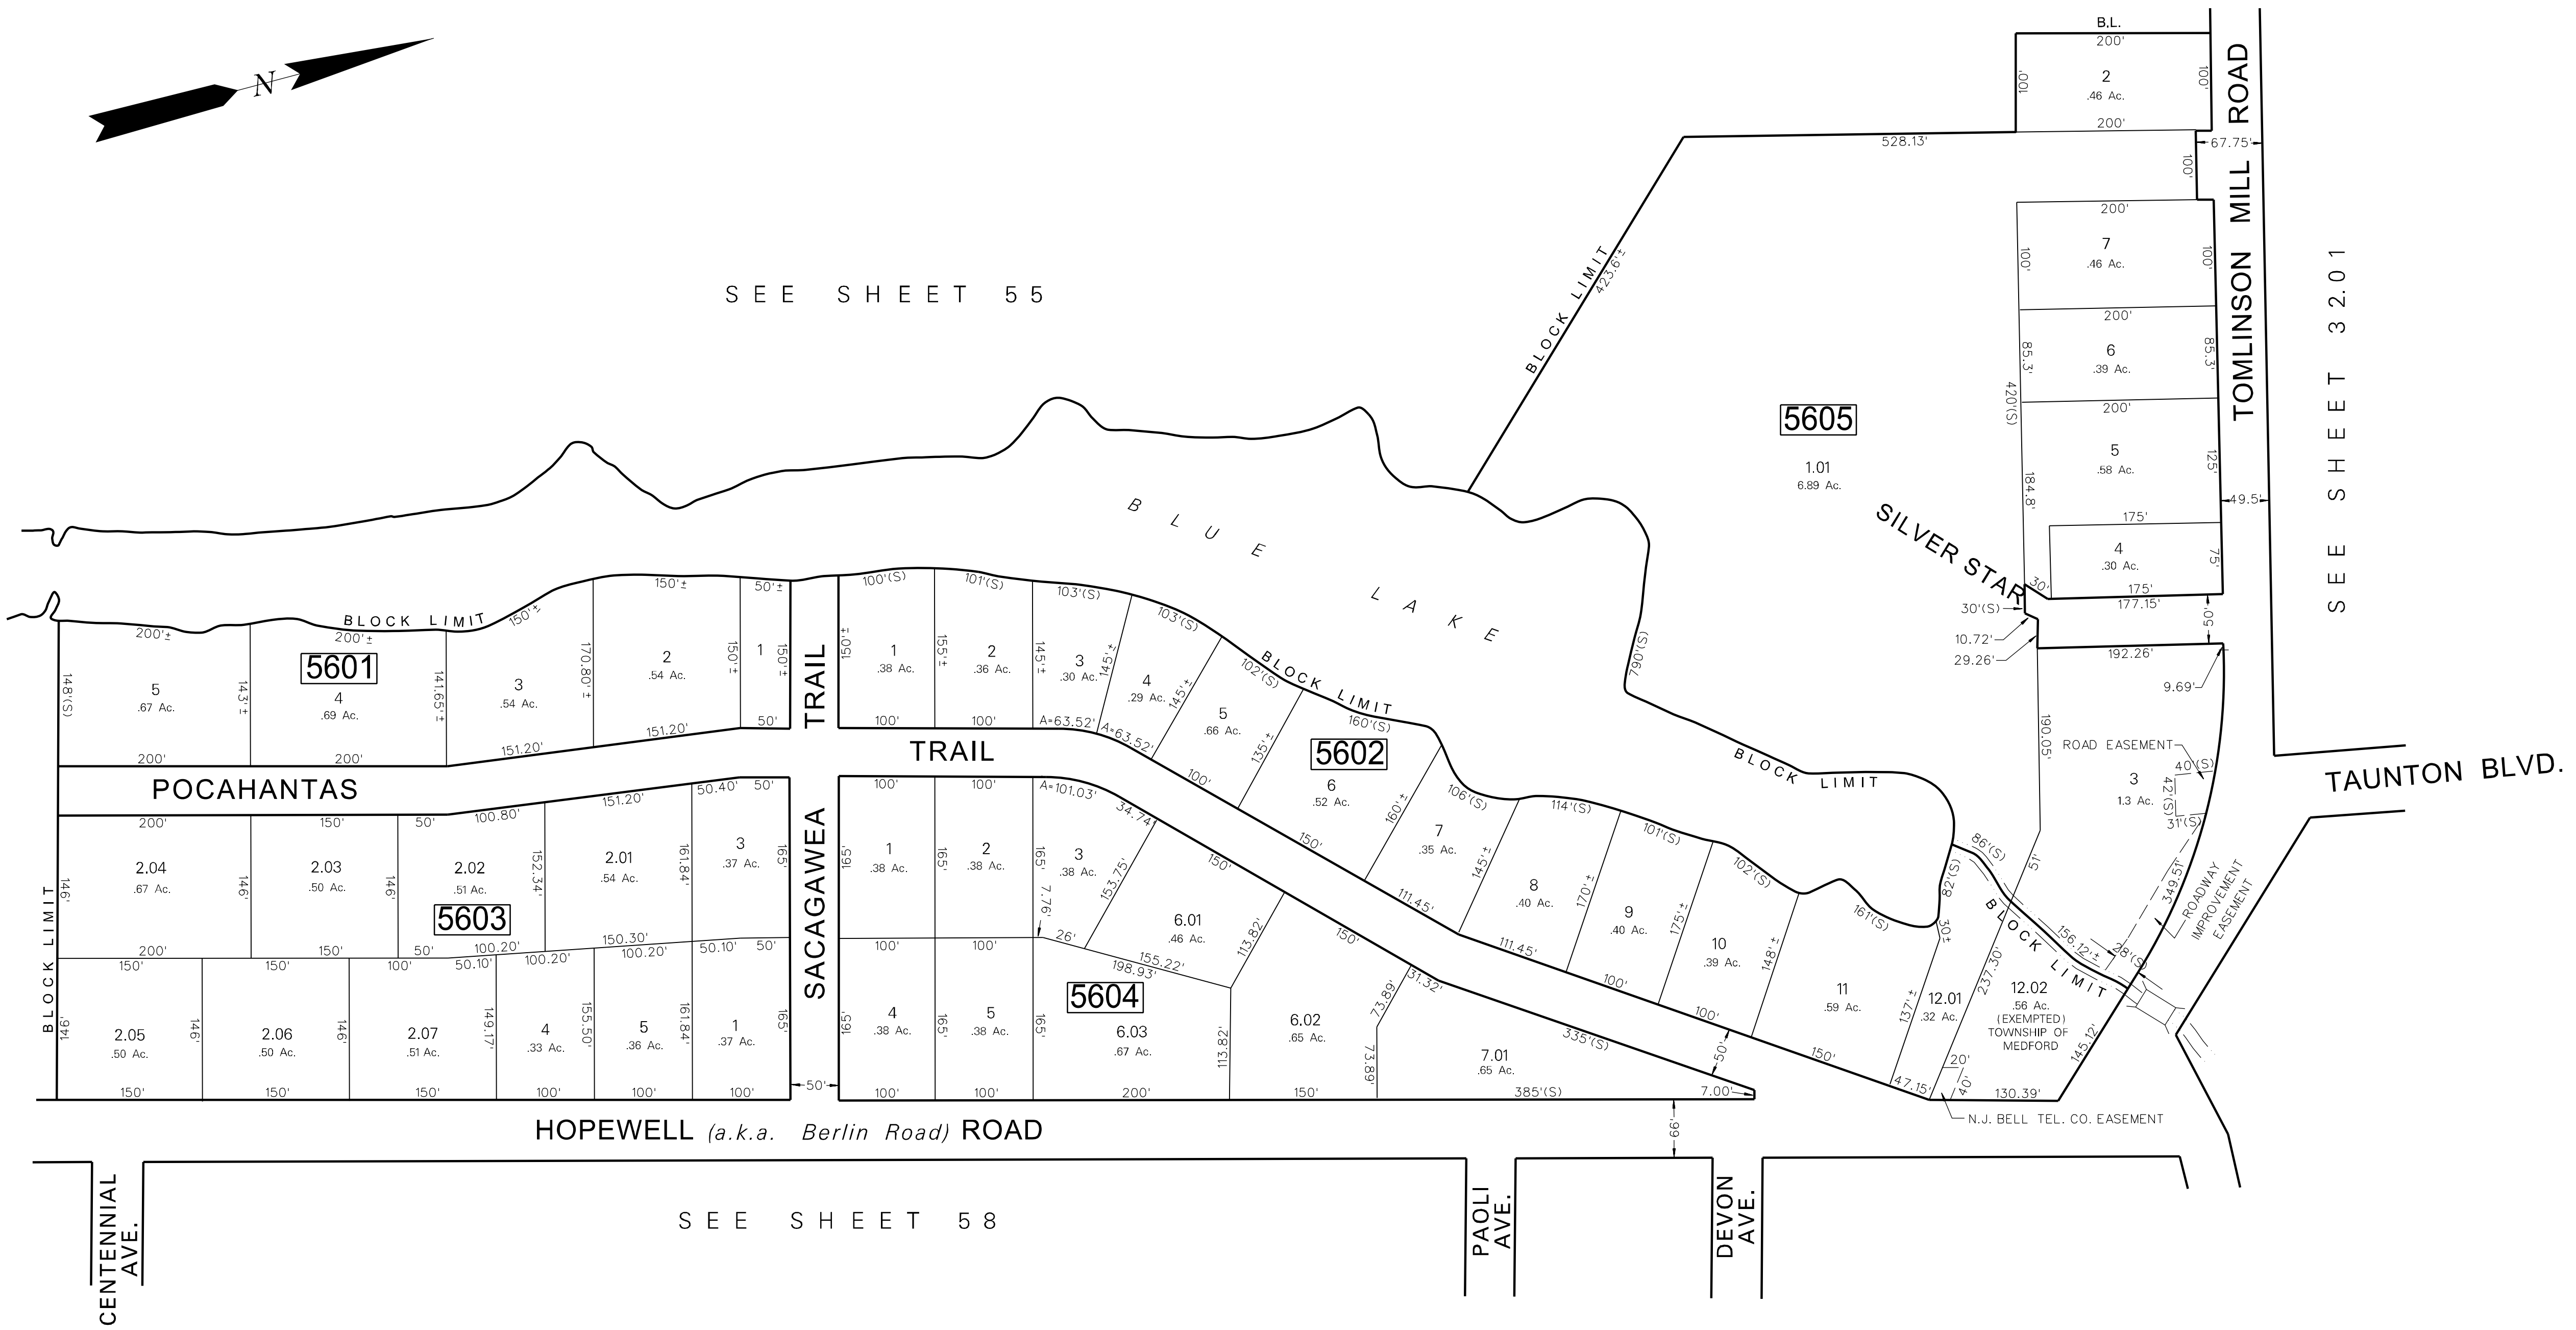 N
SEE SHEET 55
SEE SHEET 32.01
SEE SHEET 58
B.L.
200'
2
.46 Ac.
100'
100'
200'
528.13'
67.75'
100'
TOMLINSON MILL ROAD
BLOCK LIMIT
423.6'±
5605
1.01
6.89 Ac.
200'
7
.46 Ac.
100'
100'
200'
6
.39 Ac.
85.3'
85.3'
420'(S)
200'
5
.58 Ac.
125'
184.8'
49.5'
175'
4
.30 Ac.
75'
30'
175'
SILVER STAR
177.15'
30'(S)
50'
10.72'
29.26'
192.26'
9.69'
190.05'
ROAD EASEMENT
40'(S)
3
1.3 Ac.
42'(S)
31'(S)
TAUNTON BLVD.
349.51'
ROADWAY
IMPROVEMENT
EASEMENT
51'
86'(S)
82'(S)
BLOCK LIMIT
156.12'±
28'(S)
30±
237.30'
12.02
.56 Ac.
(EXEMPTED)
TOWNSHIP OF
MEDFORD
145.12'
12.01
.32 Ac.
137'±
20'
40'
47.15'
130.39'
N.J. BELL TEL. CO. EASEMENT
BLUE LAKE
790'(S)
BLOCK LIMIT
BLOCK LIMIT
200'±
5
.67 Ac.
148'(S)
143'±
200'
200'±
5601
4
.69 Ac.
141.65'±
200'
150'±
3
.54 Ac.
170.80'±
151.20'
150'±
2
.54 Ac.
150'±
151.20'
50'±
1
150'±
50'
POCAHANTAS
TRAIL
TRAIL
SACAGAWEA
100'(S)
1
.38 Ac.
150'±
155'±
100'
101'(S)
2
.36 Ac.
145'±
100'
103'(S)
3
.30 Ac.
145'±
A=63.52'
103'(S)
4
.29 Ac.
145'±
A=63.52'
102'(S)
5
.66 Ac.
135'±
100'
BLOCK LIMIT
160'(S)
5602
6
.52 Ac.
160'±
150'
106'(S)
7
.35 Ac.
145'±
111.45'
114'(S)
8
.40 Ac.
170'±
111.45'
101'(S)
9
.40 Ac.
175'±
100'
102'(S)
10
.39 Ac.
148'±
100'
161'(S)
11
.59 Ac.
150'
BLOCK LIMIT
200'
2.04
.67 Ac.
146'
146'
200'
150'
2.03
.50 Ac.
146'
150'
50'
100.80'
2.02
.51 Ac.
152.34'
50'
100.20'
5603
151.20'
2.01
.54 Ac.
161.84'
150.30'
50.40'
50'
3
.37 Ac.
165'
50.10'
50'
150'
2.05
.50 Ac.
146'
146'
150'
150'
2.06
.50 Ac.
146'
150'
100'
50.10'
2.07
.51 Ac.
149.17'
150'
100.20'
4
.33 Ac.
155.50'
100'
100.20'
5
.36 Ac.
161.84'
100'
1
.37 Ac.
165'
100'
50'
100'
1
.38 Ac.
165'
165'
100'
100'
2
.38 Ac.
165'
100'
A=101.03'
34.74'
3
.38 Ac.
7.76'
153.75'
26'
150'
6.01
.46 Ac.
113.82'
155.22'
198.93'
5604
4
.38 Ac.
165'
165'
100'
5
.38 Ac.
165'
100'
6.03
.67 Ac.
113.82'
200'
150'
6.02
.65 Ac.
73.89'
73.89'
150'
31.32'
335'(S)
7.01
.65 Ac.
385'(S)
7.00'
50'
66'
HOPEWELL (a.k.a. Berlin Road) ROAD
CENTENNIAL
AVE.
PAOLI
AVE.
DEVON
AVE.